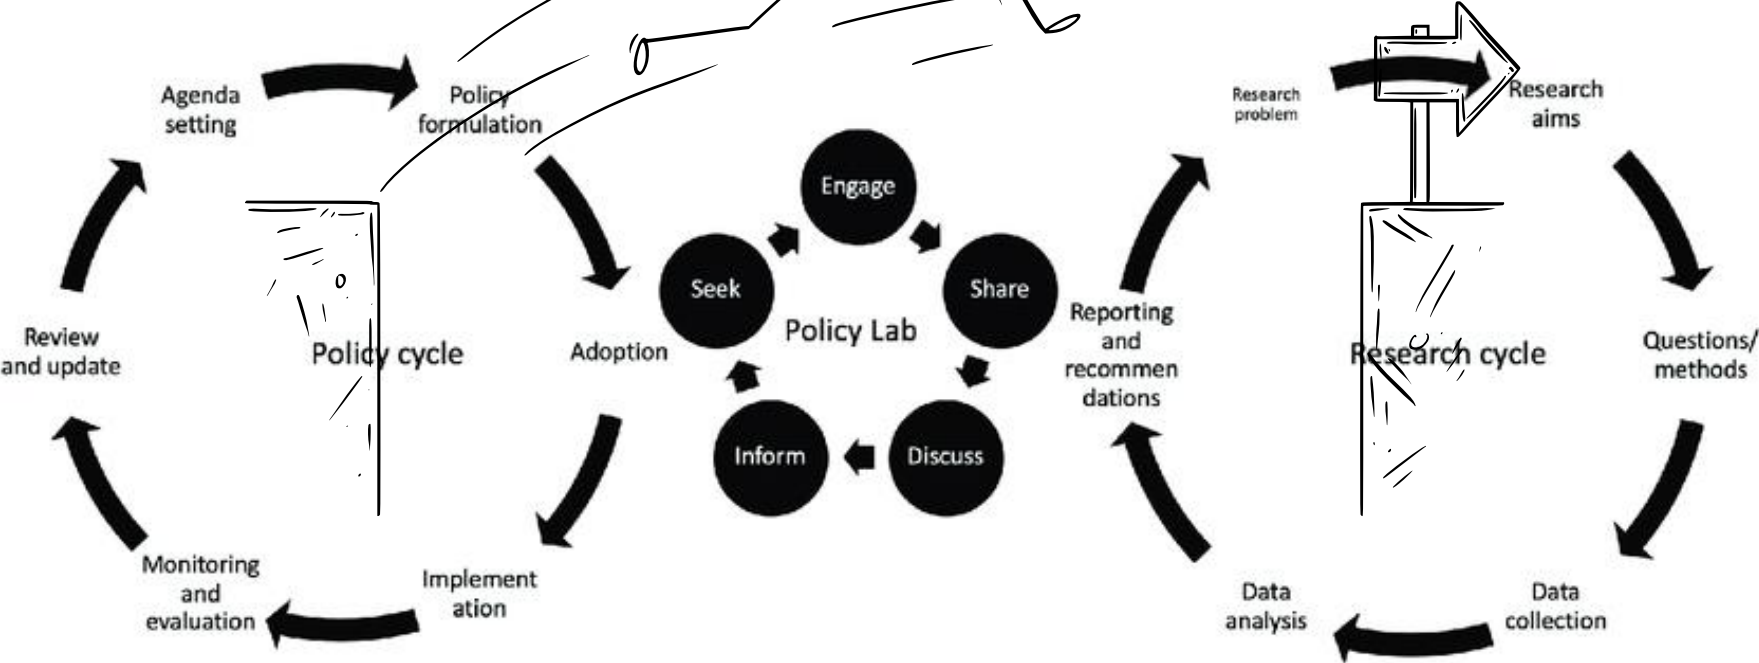 Agenda
setting
Policy
formulation
Adoption
Implement
ation
Monitoring
and
evaluation
Review
and update
Policy cycle
Engage
Share
Discuss
Inform
Seek
Policy Lab
Research
problem
Research
aims
Questions/
methods
Data
collection
Data
analysis
Reporting
and
recommen
dations
Research cycle